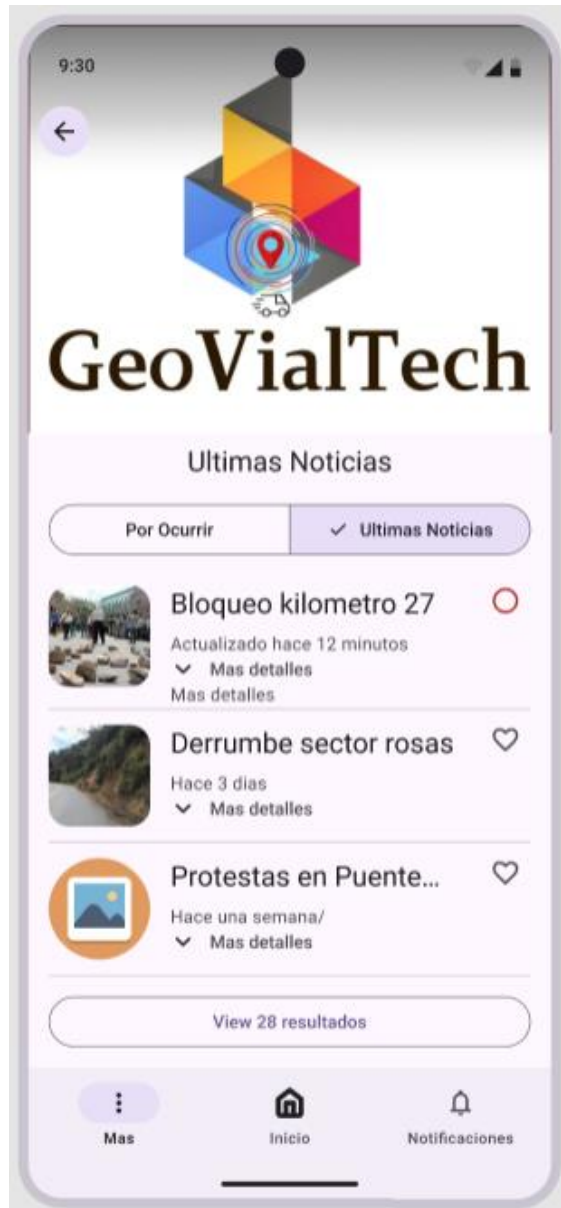 9:30
GeoVialTech
Ultimas Noticias
Por Ocurrir
Ultimas Noticias
Bloqueo kilometro 27
Actualizado hace 12 minutos
Mas detalles
Mas detalles
Derrumbe sector rosas
Hace 3 dias
Mas detalles
Protestas en Puente...
Hace una semana/
Mas detalles
View 28 resultados
Mas
Inicio
Notificaciones